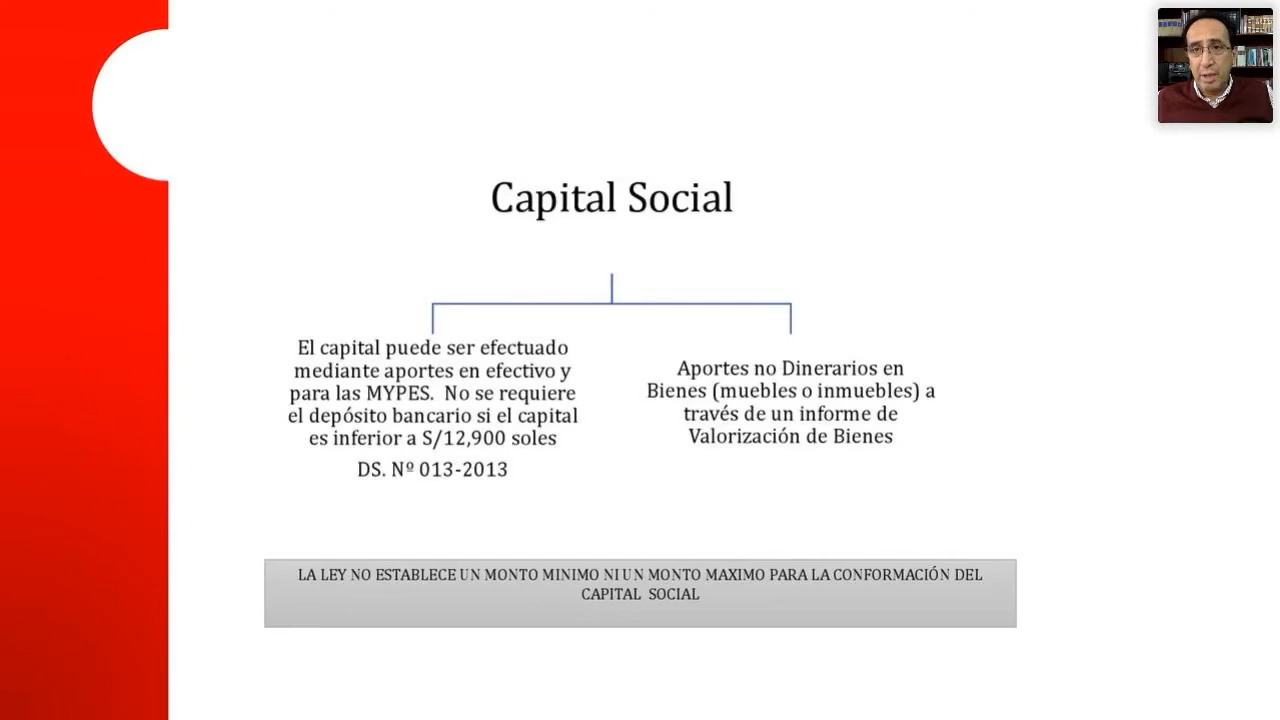 Capital Social
El capital puede ser efectuado
mediante aportes en efectivo y
para las MYPES. No se requiere
el depósito bancario si el capital
es inferior a S/12,900 soles
DS. Nº 013-2013
Aportes no Dinerarios en
Bienes (muebles o inmuebles) a
través de un informe de
Valorización de Bienes
LA LEY NO ESTABLECE UN MONTO MINIMO NI UN MONTO MAXIMO PARA LA CONFORMACIÓN DEL
CAPITAL SOCIAL